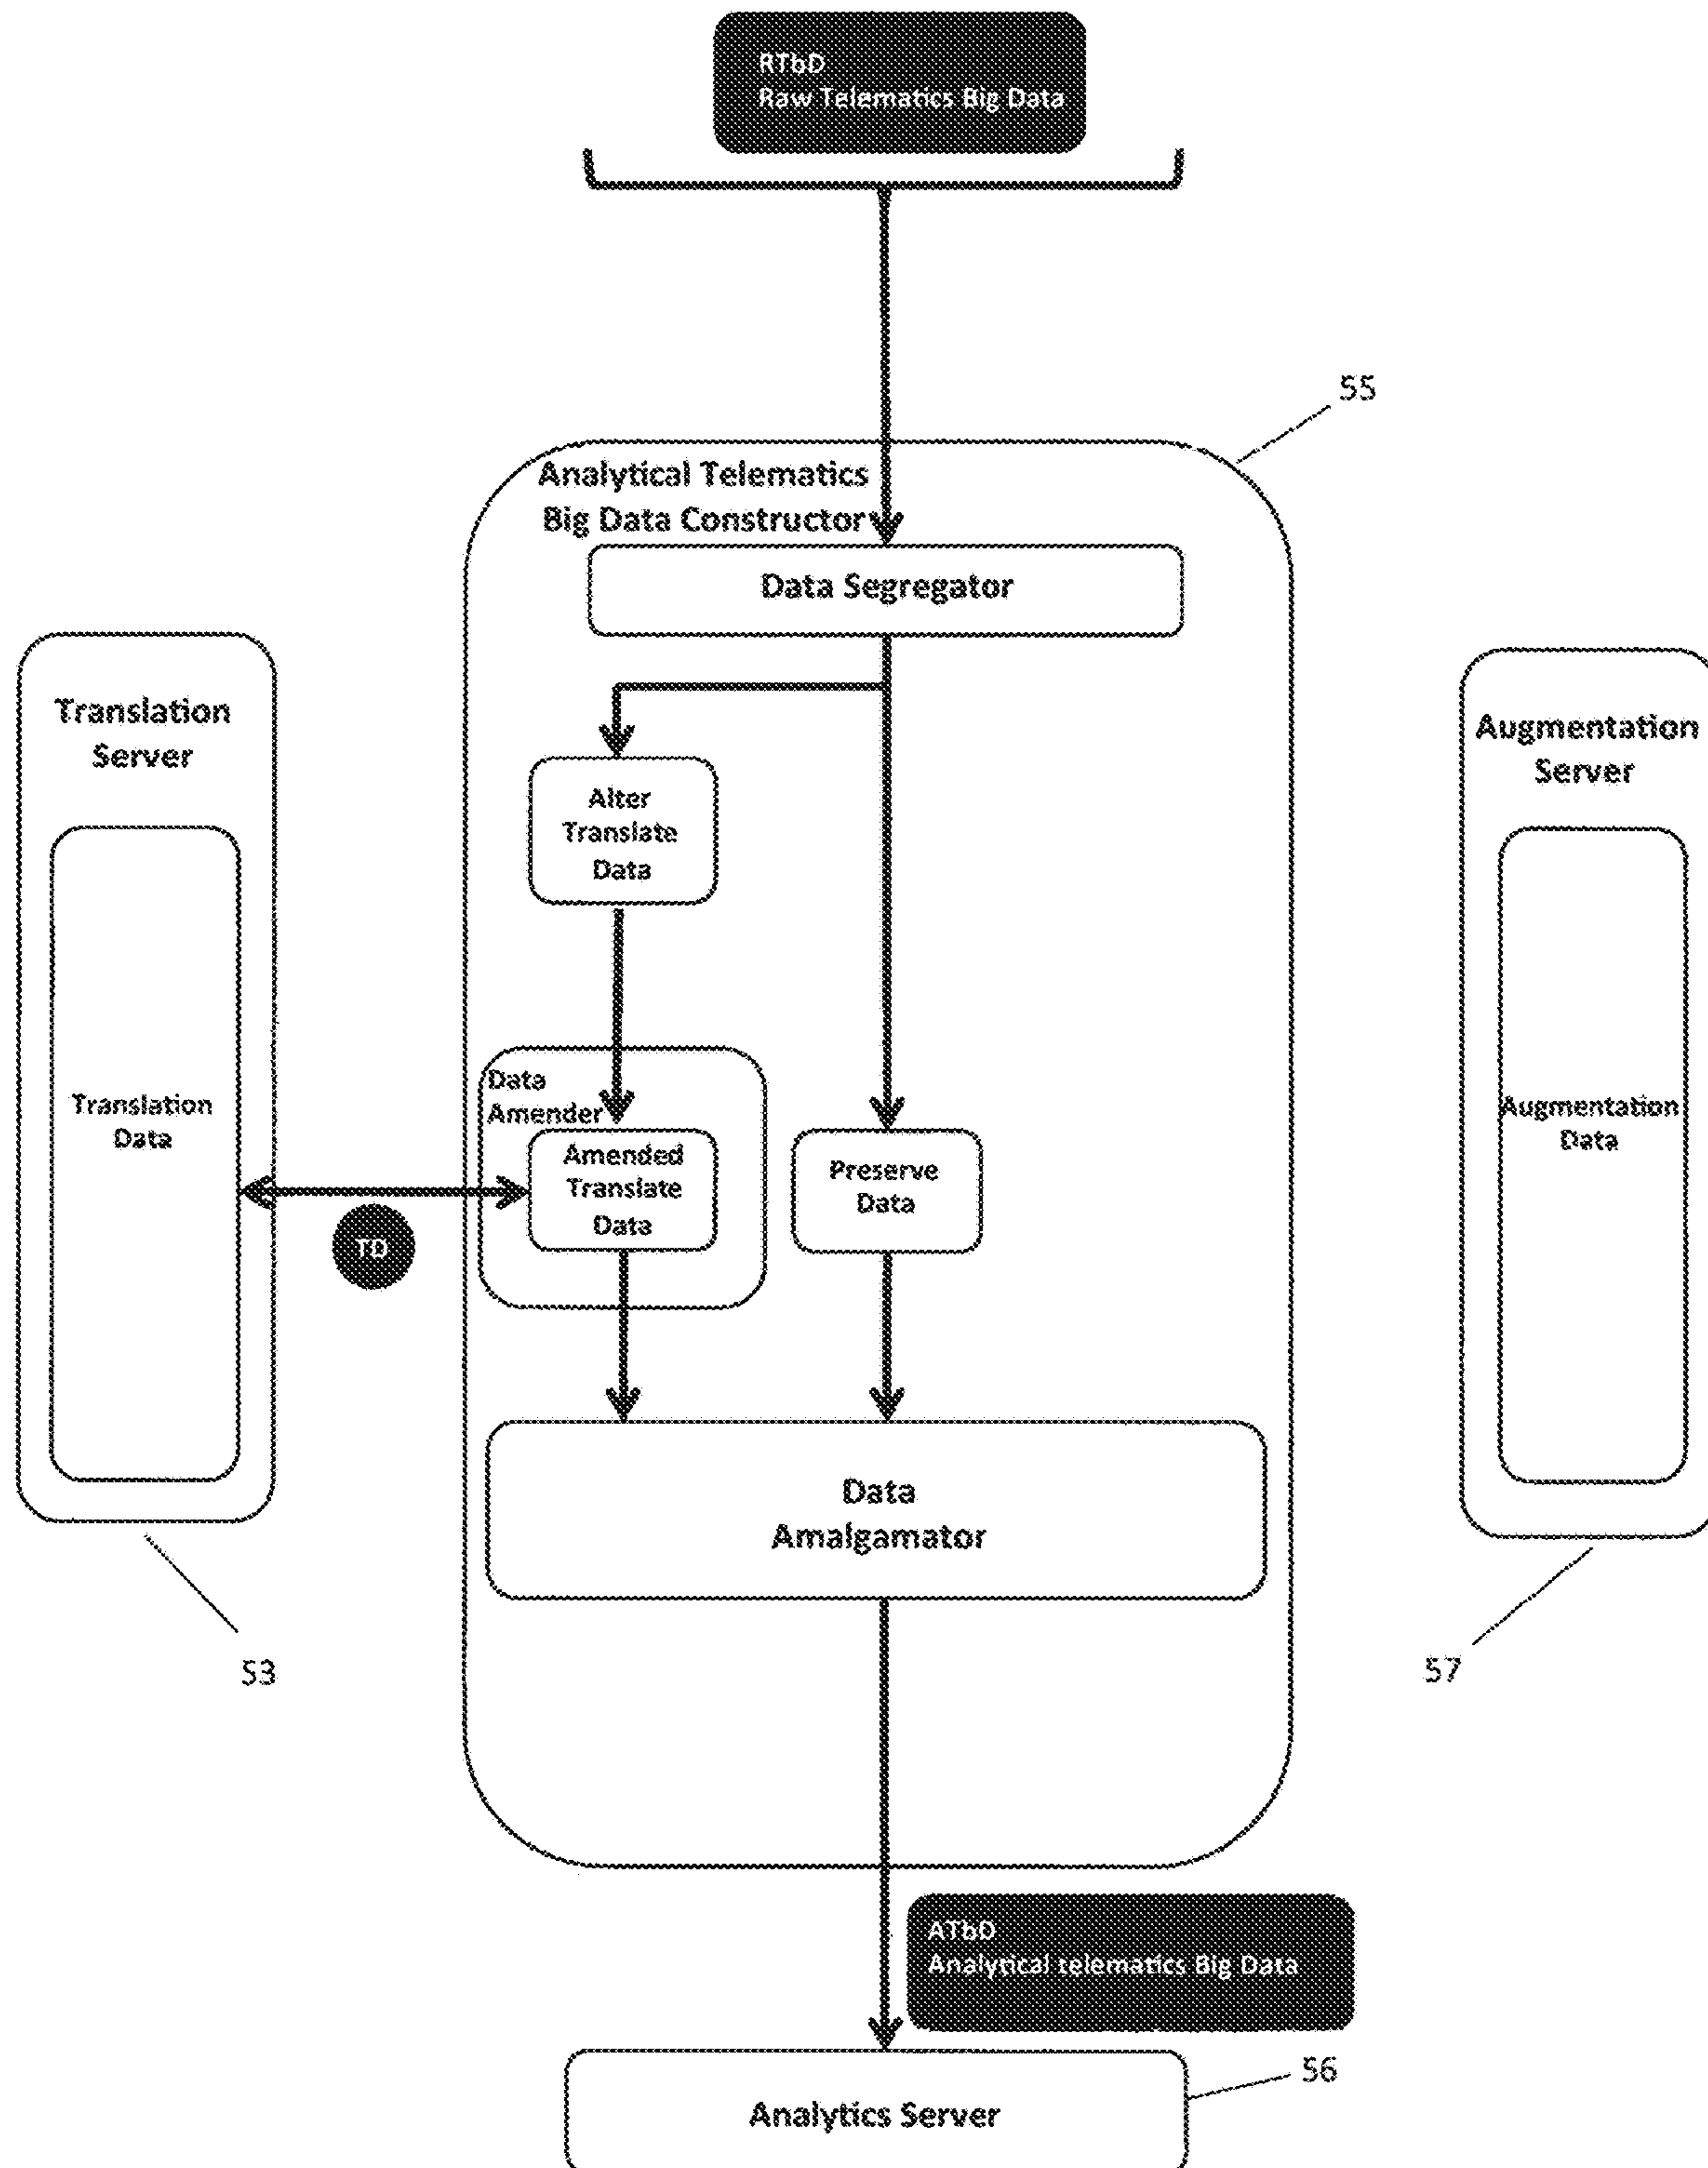 RTbD
Raw Telematics Big Data
55
Analytical Telematics
Big Data Constructor
Data Segregator
Translation
Server
Augmentation
Server
Alter
Translate
Data
Data
Amender
Translation
Data
Amended
Translate
Data
Preserve
Data
Augmentation
Data
TD
Data
Amalgamator
53
57
ATbD
Analytical telematics Big Data
56
Analytics Server